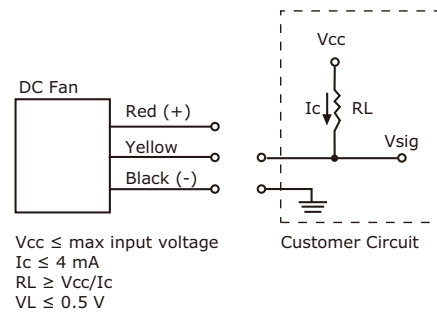 Vcc
DC Fan
Ic
RL
Red (+)
Vsig
Yellow
Black (-)
Vcc ≤ max input voltage
Ic ≤ 4 mA
RL ≥ Vcc/Ic
VL ≤ 0.5 V
Customer Circuit